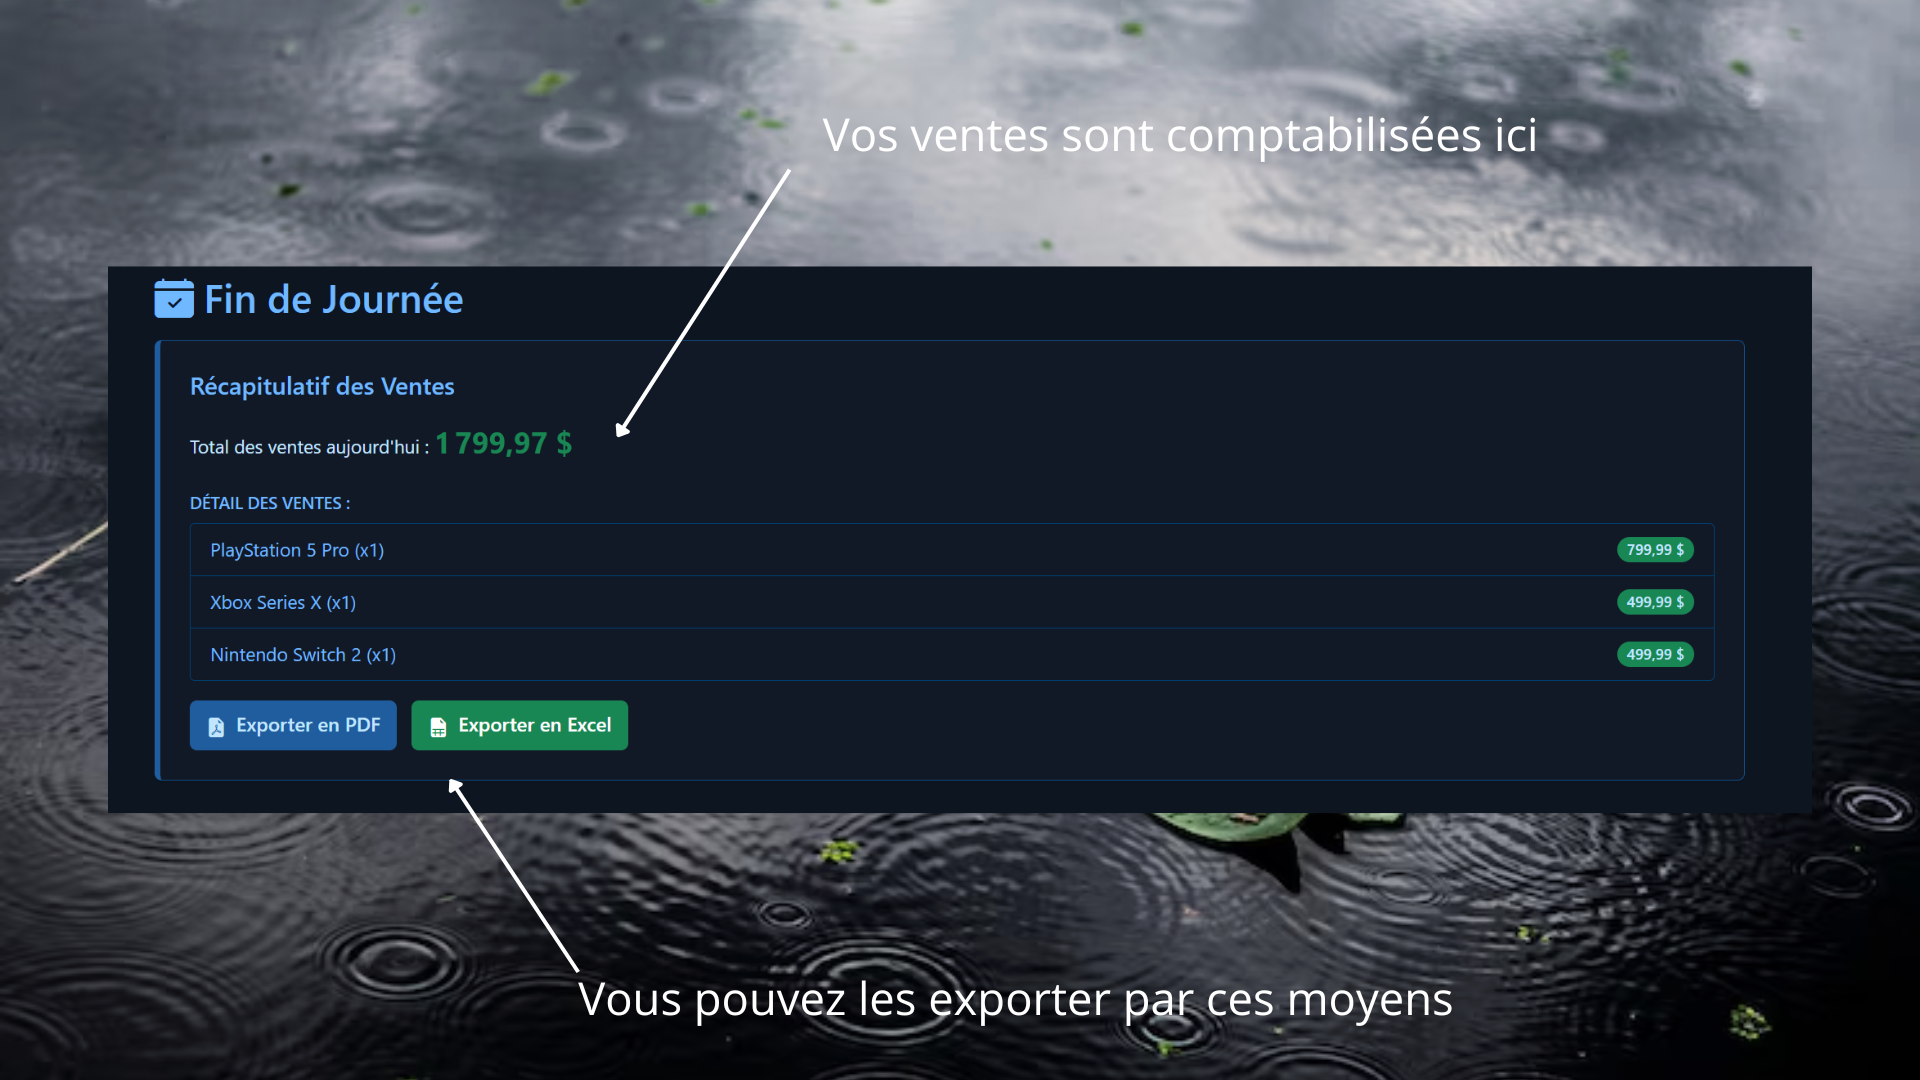 Vos ventes sont comptabilisées ici
Fin de Journée
Récapitulatif des Ventes
Total des ventes aujourd'hui : 1 799,97 $
DÉTAIL DES VENTES :
PlayStation 5 Pro (x1) 799,99 $
Xbox Series X (x1) 499,99 $
Nintendo Switch 2 (x1) 499,99 $
Exporter en PDF Exporter en Excel
Vous pouvez les exporter par ces moyens